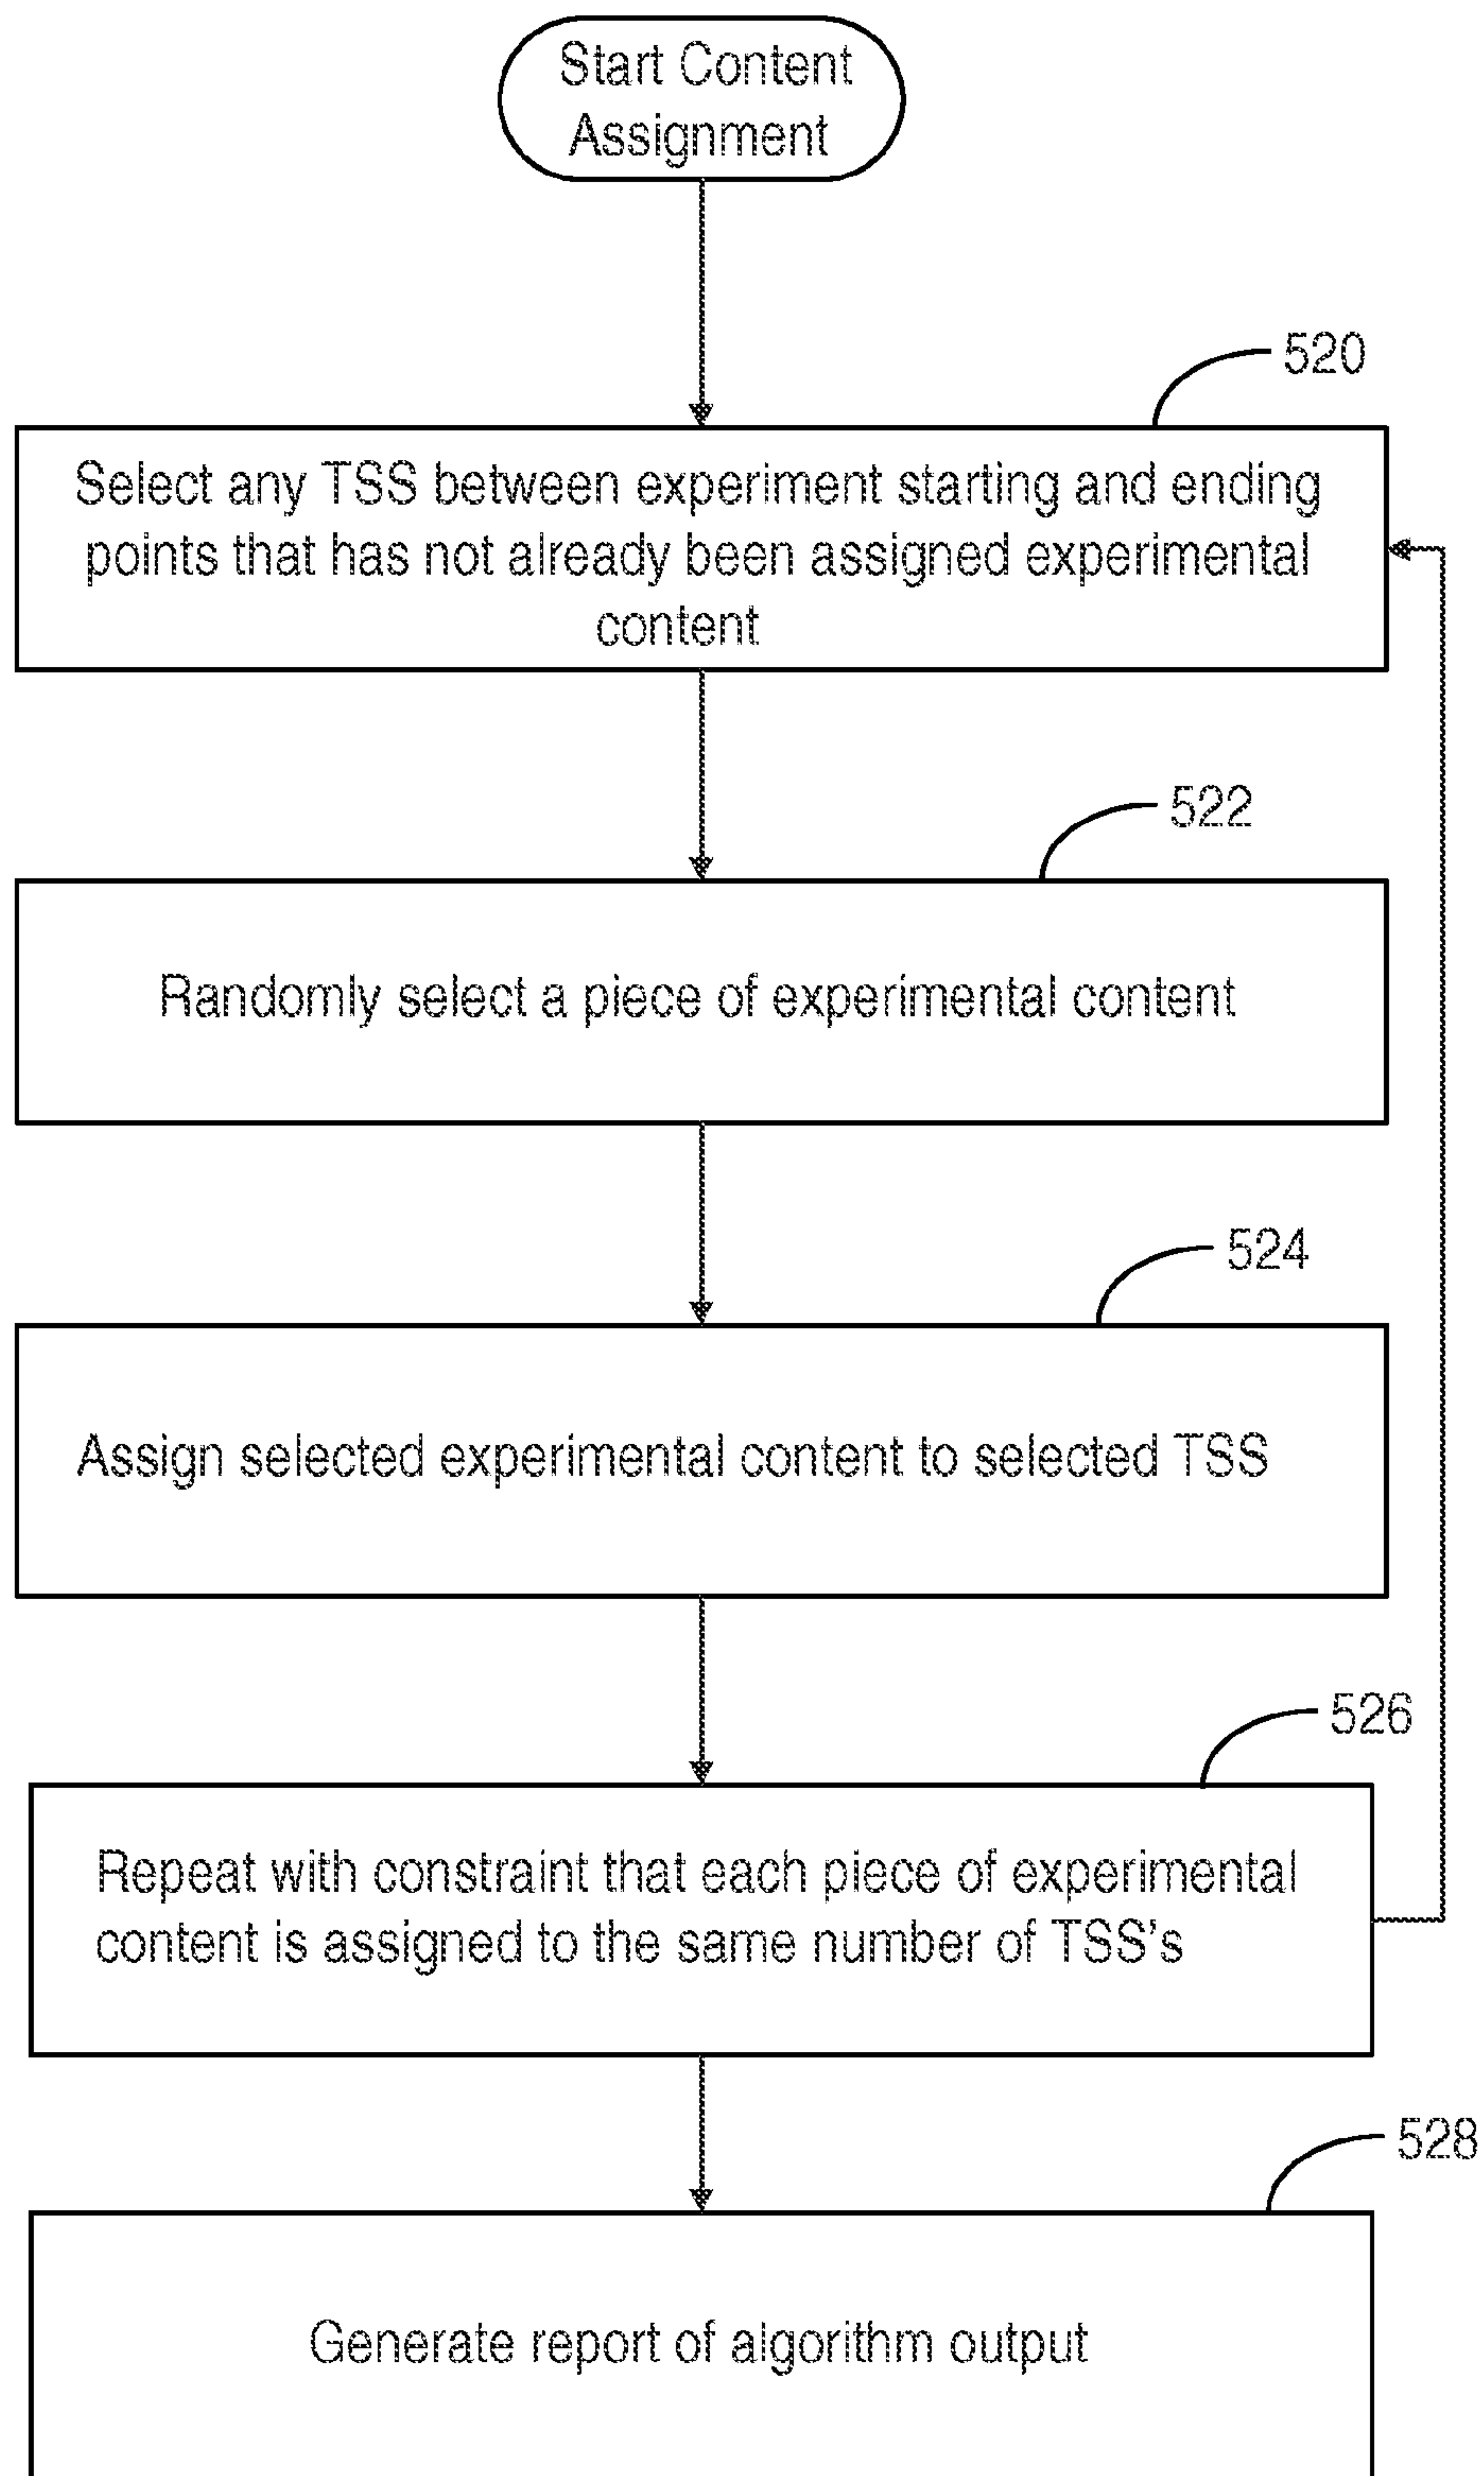 Start Content
Assignment
520
Select any TSS between experiment starting and ending
points that has not already been assigned experimental
content
522
Randomly select a piece of experimental content
524
Assign selected experimental content to selected TSS
526
Repeat with constraint that each piece of experimental
content is assigned to the same number of TSS's
528
Generate report of algorithm output